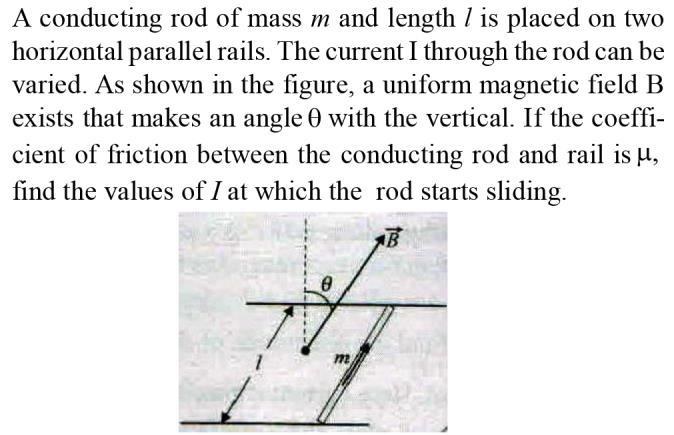 A conducting rod of mass m and length l is placed on two
horizontal parallel rails. The current I through the rod can be
varied. As shown in the figure, a uniform magnetic field B
exists that makes an angle θ with the vertical. If the coeffi-
cient of friction between the conducting rod and rail is μ,
find the values of I at which the rod starts sliding.
B
θ
l
m